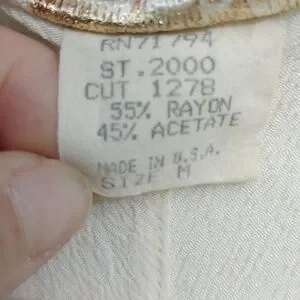 RN71794
ST.2000
CUT 1278
55% RAYON
45% ACETATE
MADE IN U.S.A.
SIZE M